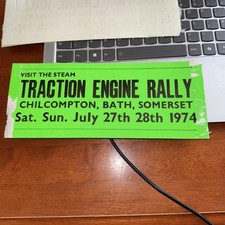 VISIT THE STEAM
TRACTION ENGINE RALLY
CHILCOMPTON, BATH, SOMERSET
Sat. Sun. July 27th 28th 1974